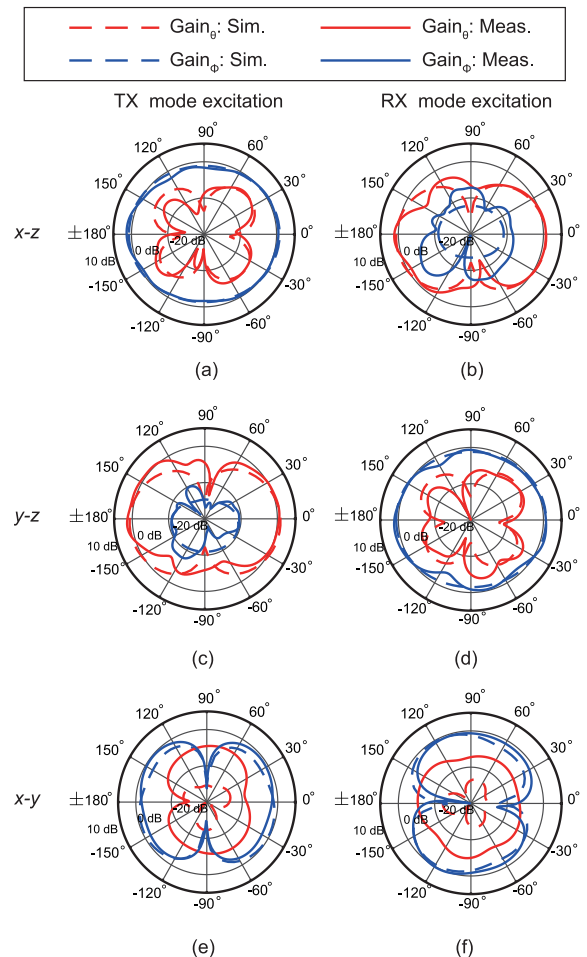 Gain_θ: Sim. Gain_θ: Meas.
Gain_Φ: Sim. Gain_Φ: Meas.
TX mode excitation RX mode excitation
x-z
90° 60° 30° 0° -30° -60° -90° -120° -150° ±180° 150° 120° -20 dB 0 dB 10 dB
90° 60° 30° 0° -30° -60° -90° -120° -150° ±180° 150° 120° -20 dB 0 dB 10 dB
(a) (b)
y-z
90° 60° 30° 0° -30° -60° -90° -120° -150° ±180° 150° 120° -20 dB 0 dB 10 dB
90° 60° 30° 0° -30° -60° -90° -120° -150° ±180° 150° 120° -20 dB 0 dB 10 dB
(c) (d)
x-y
90° 60° 30° 0° -30° -60° -90° -120° -150° ±180° 150° 120° -20 dB 0 dB 10 dB
90° 60° 30° 0° -30° -60° -90° -120° -150° ±180° 150° 120° -20 dB 0 dB 10 dB
(e) (f)